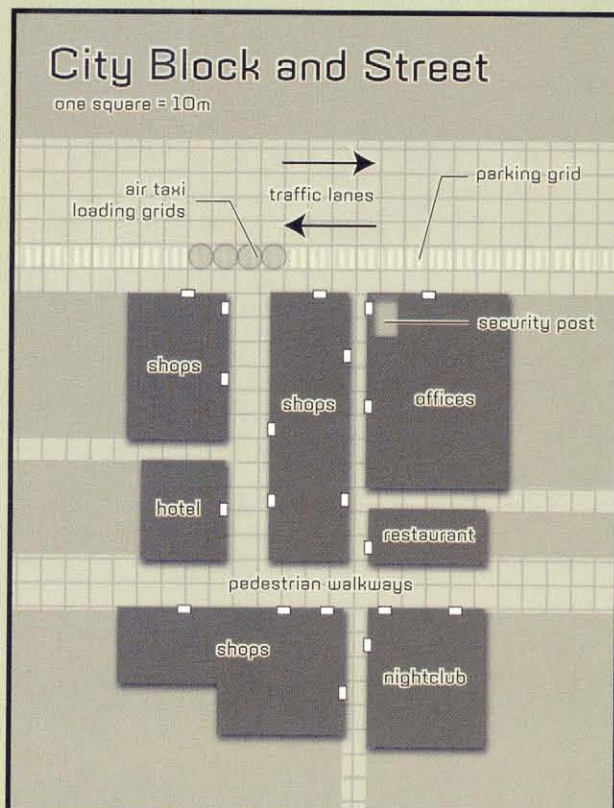 City Block and Street
one square = 10m
air taxi
loading grids
traffic lanes
parking grid
security post
shops
shops
offices
hotel
restaurant
pedestrian walkways
shops
nightclub